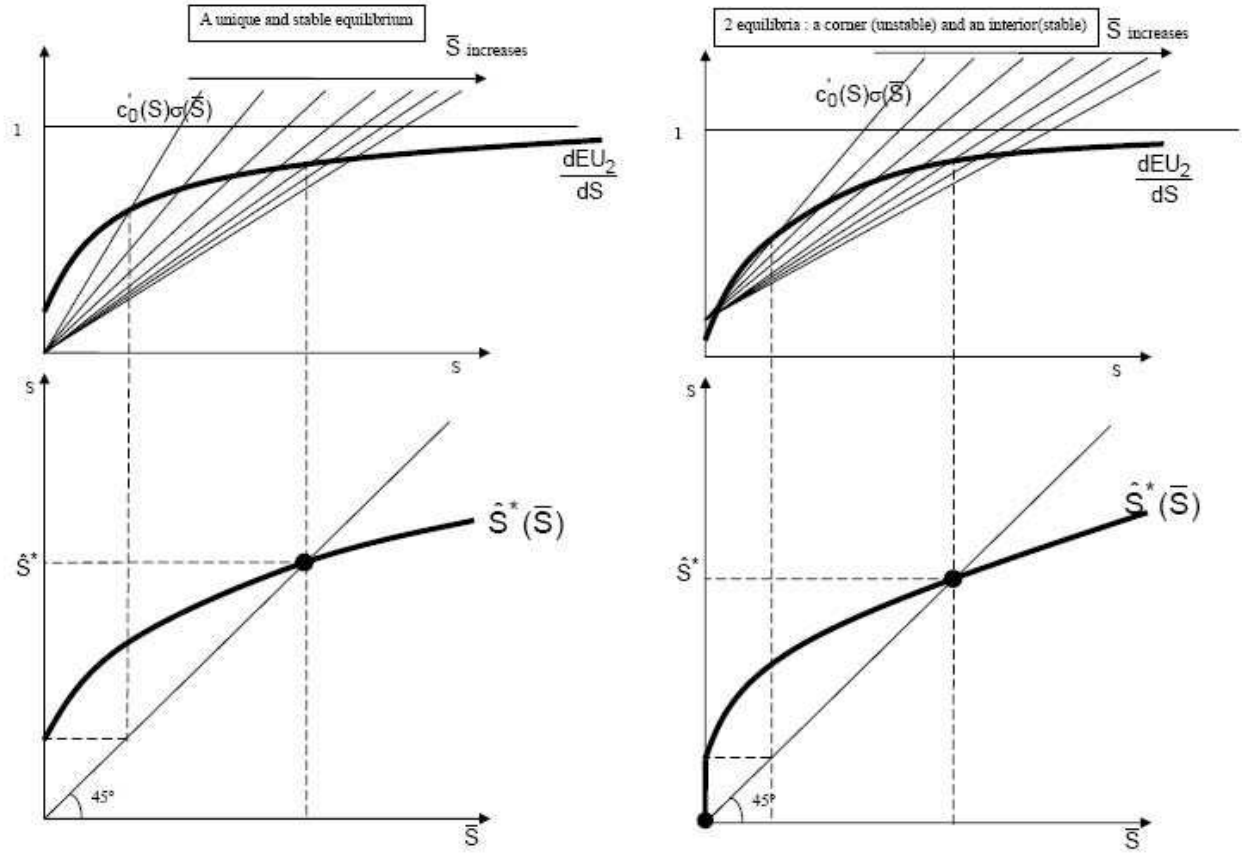 A unique and stable equilibrium
S̅ increases
c'₀(S)σ(S̅)
1
dEU₂
dS
S
S
Ŝ*(S̅)
Ŝ*
45°
S̅
2 equilibria : a corner (unstable) and an interior(stable)
S̅ increases
c'₀(S)σ(S̅)
1
dEU₂
dS
S
S
Ŝ*(S̅)
Ŝ*
45°
S̅